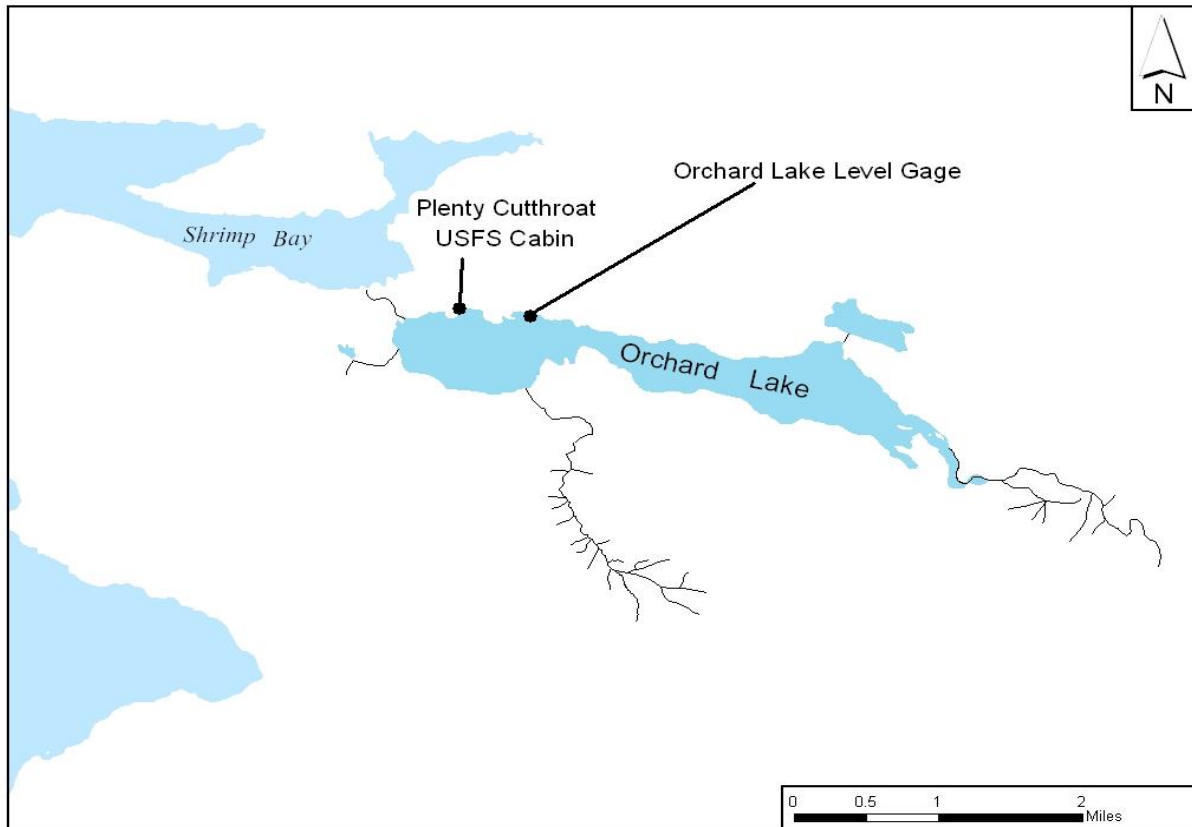 N
Orchard Lake Level Gage
Plenty Cutthroat
USFS Cabin
Shrimp Bay
Orchard Lake
0 0.5 1 2
Miles